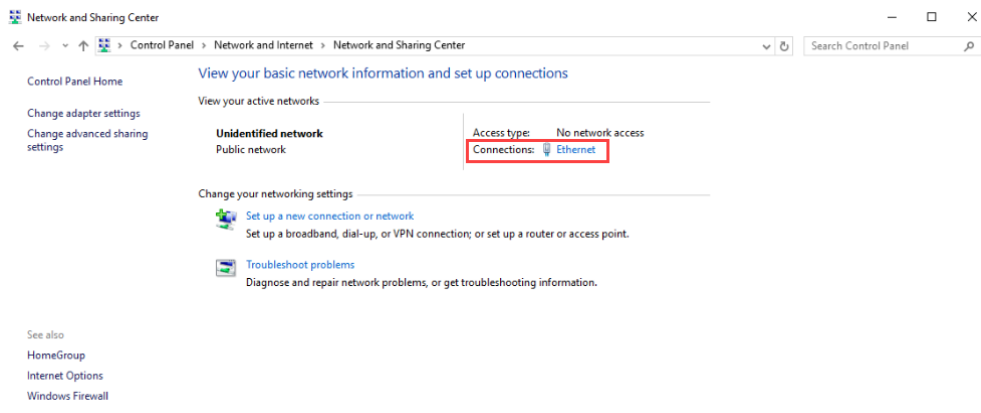 Network and Sharing Center
Control Panel > Network and Internet > Network and Sharing Center
Search Control Panel
Control Panel Home
Change adapter settings
Change advanced sharing
settings
View your basic network information and set up connections
View your active networks
Unidentified network
Public network
Access type: No network access
Connections: Ethernet
Change your networking settings
Set up a new connection or network
Set up a broadband, dial-up, or VPN connection; or set up a router or access point.
Troubleshoot problems
Diagnose and repair network problems, or get troubleshooting information.
See also
HomeGroup
Internet Options
Windows Firewall